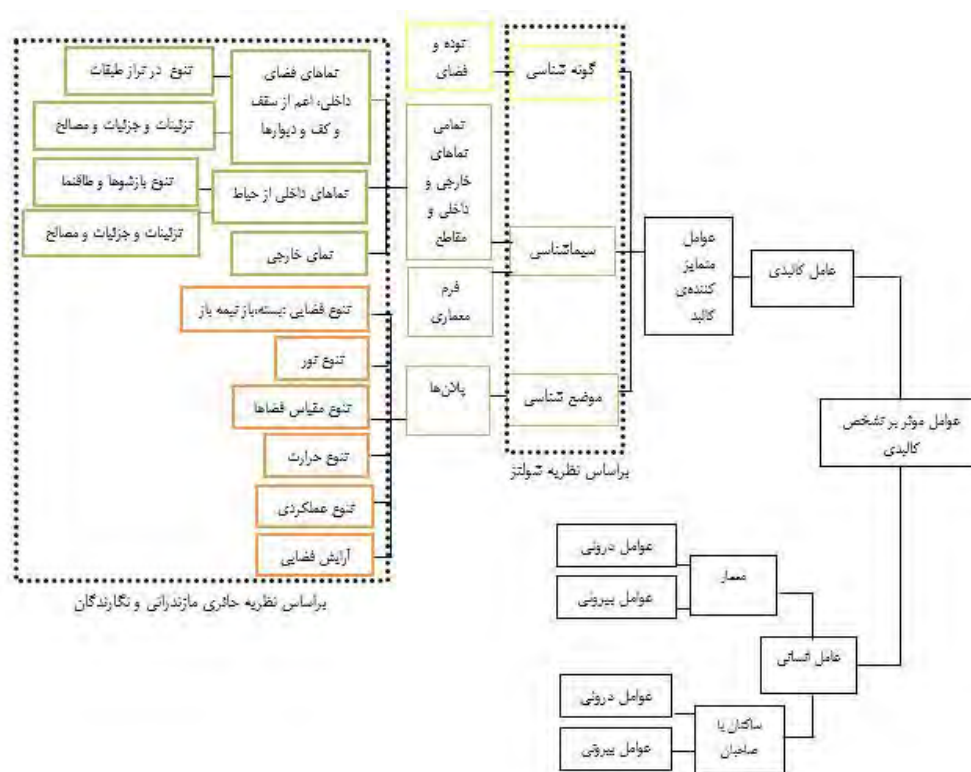 عوامل موثر بر تشخص
کالبدی
عامل کالبدی
عوامل
متمایز
کننده‌ی
کالبد
گونه شناسی
توده و
فضای
سیماشناسی
تمامی
نماهای
خارجی و
داخلی و
مقاطع
نماهای فضای
داخلی، اعم از سقف
و کف و دیوارها
تنوع در تراز طبقات
تزئینات و جزئیات و مصالح
نماهای داخلی از حیاط
تنوع بازشوها و طاقنما
تزئینات و جزئیات و مصالح
نمای خارجی
فرم
معماری
موضع شناسی
پلان‌ها
تنوع فضایی :بسته،باز نیمه باز
تنوع نور
تنوع مقیاس فضاها
تنوع حرارت
تنوع عملکردی
آرایش فضایی
براساس نظریه شولتز
براساس نظریه حائری مازندرانی و نگارندگان
عامل انسانی
معمار
عوامل درونی
عوامل بیرونی
ساکنان یا
صاحبان
عوامل درونی
عوامل بیرونی